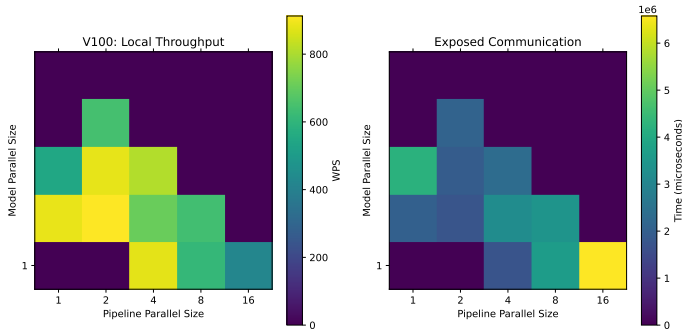 V100: Local Throughput
Model Parallel Size
1
1 2 4 8 16
Pipeline Parallel Size
800
600
400
200
0
WPS
Exposed Communication
Model Parallel Size
1
1 2 4 8 16
Pipeline Parallel Size
1e6
6
5
4
3
2
1
0
Time (microseconds)